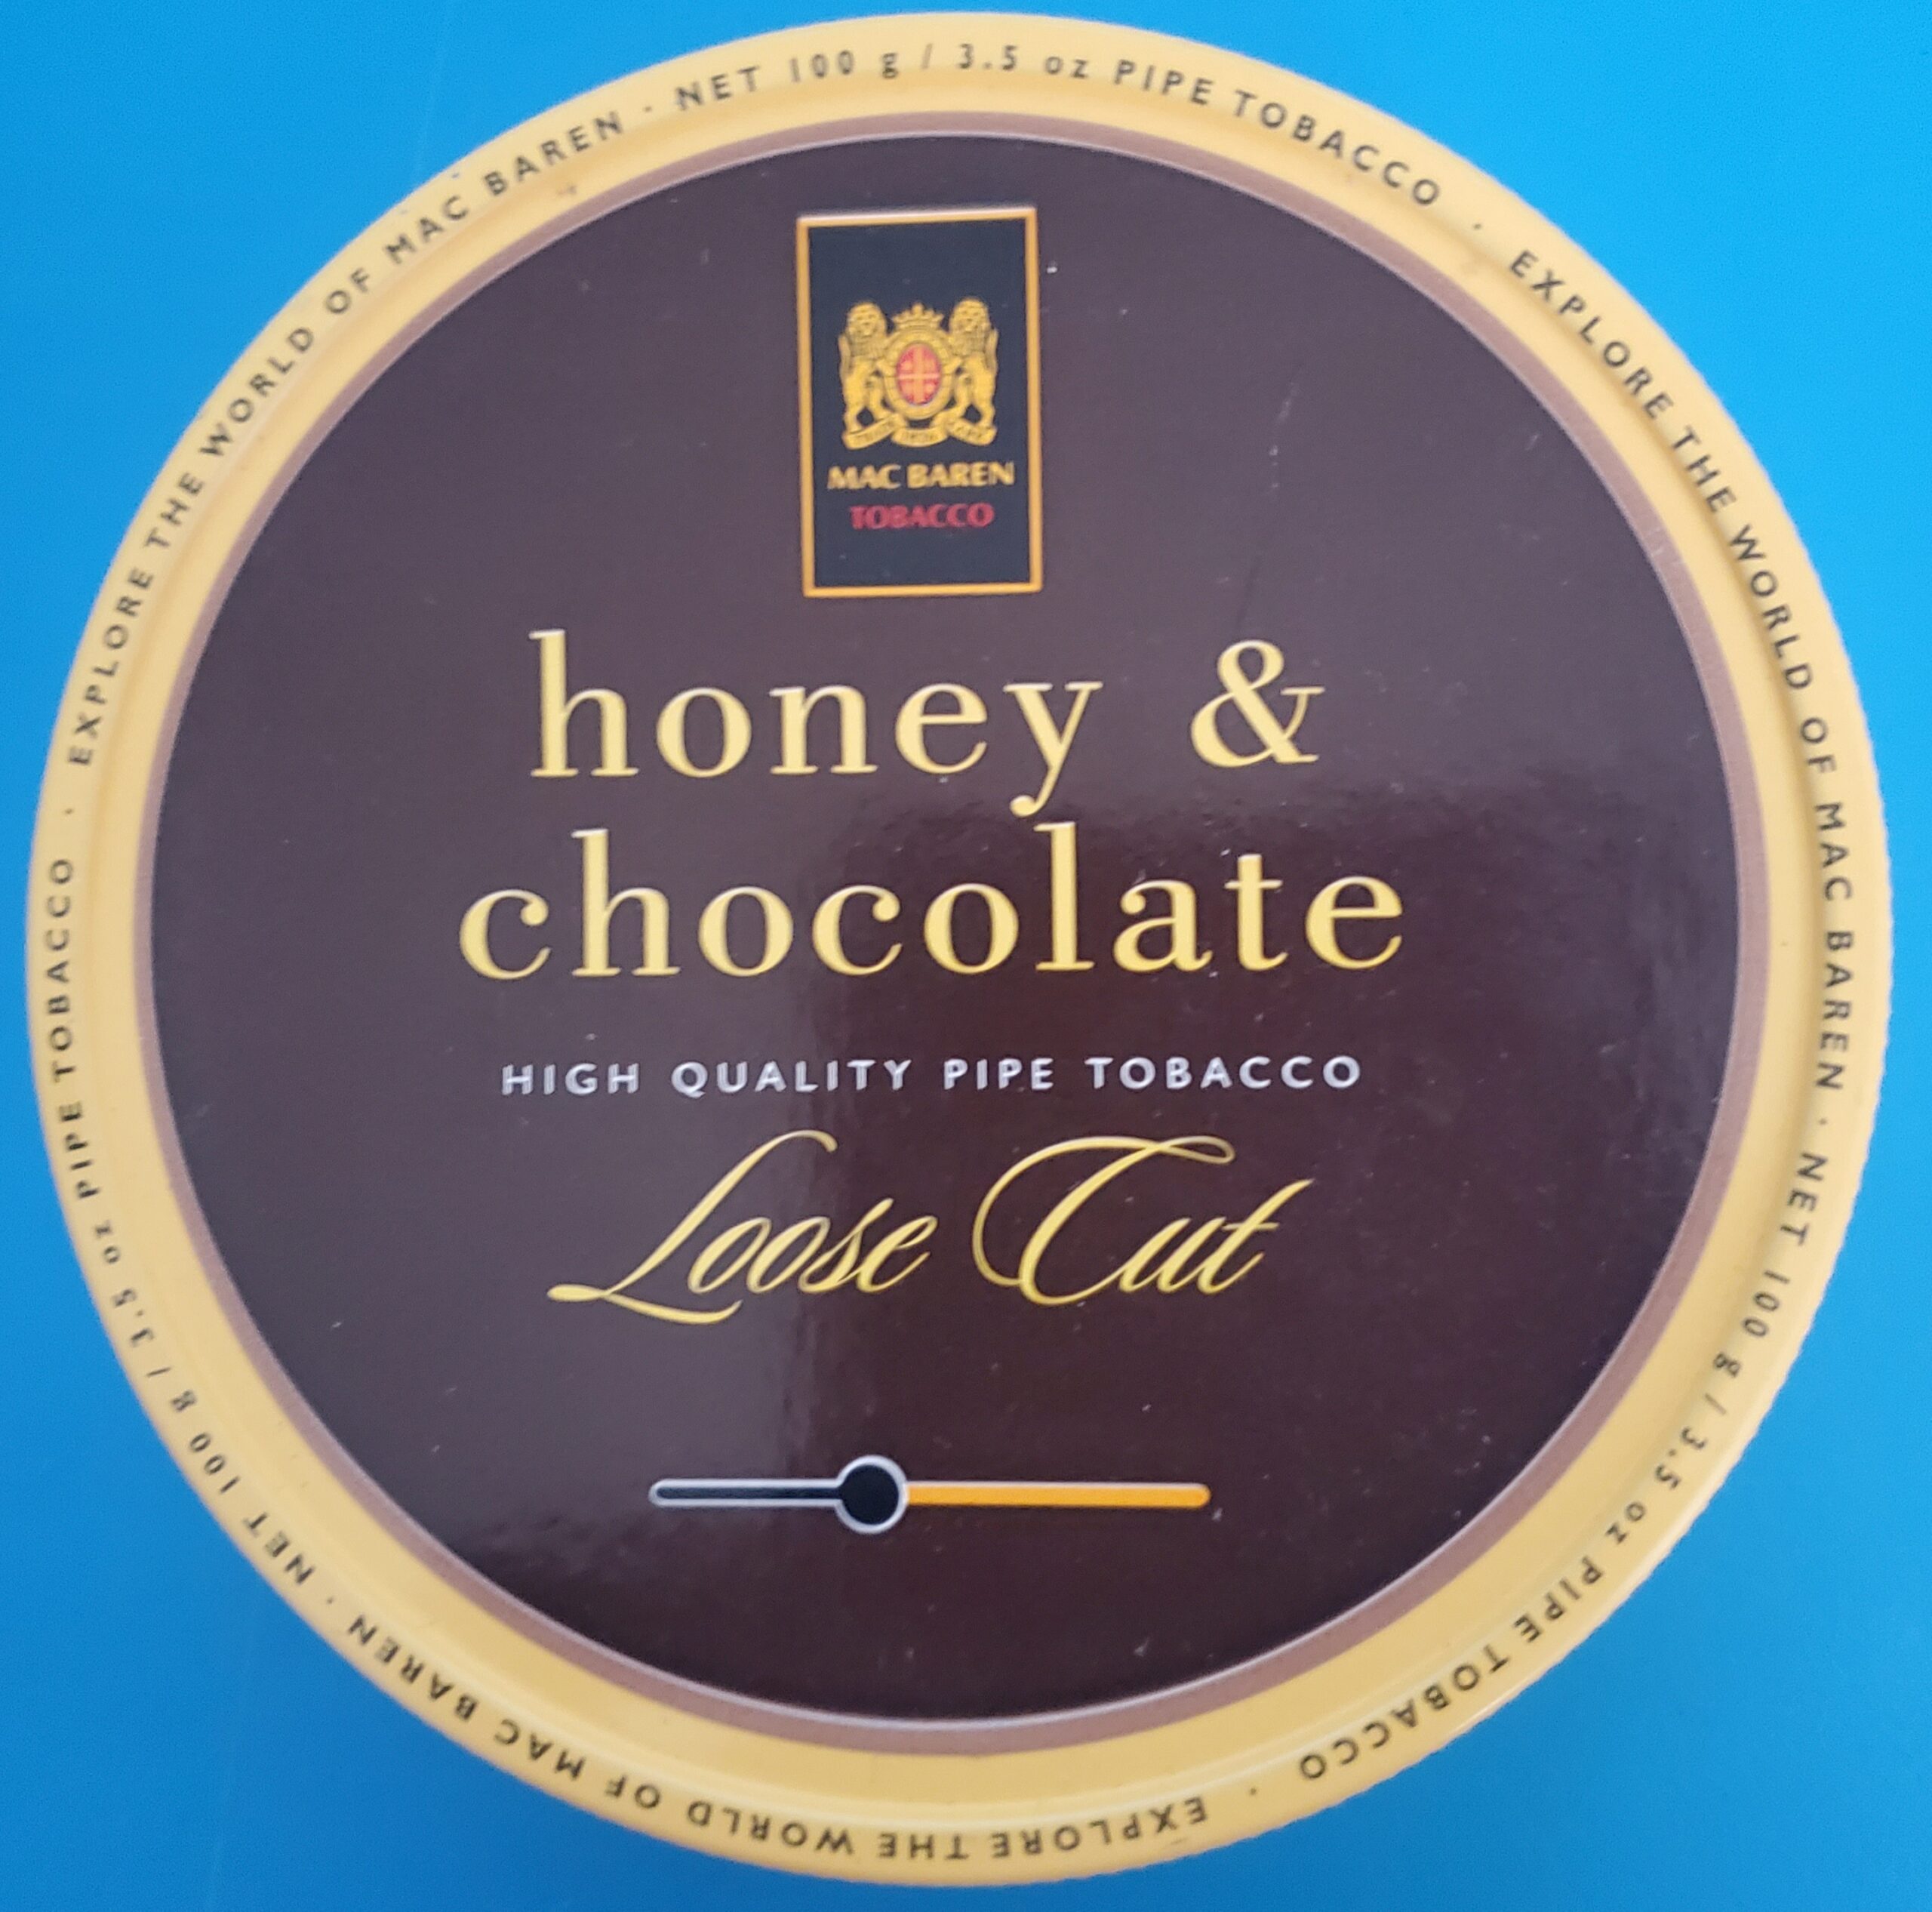 NET 100 g / 3.5 oz PIPE TOBACCO · EXPLORE THE WORLD OF MAC BAREN · NET 100 g / 3.5 oz PIPE TOBACCO · EXPLORE THE WORLD OF MAC BAREN · NET 100 g / 3.5 oz PIPE TOBACCO · EXPLORE THE WORLD OF MAC BAREN ·
MAC BAREN
TOBACCO
honey &
chocolate
HIGH QUALITY PIPE TOBACCO
Loose Cut